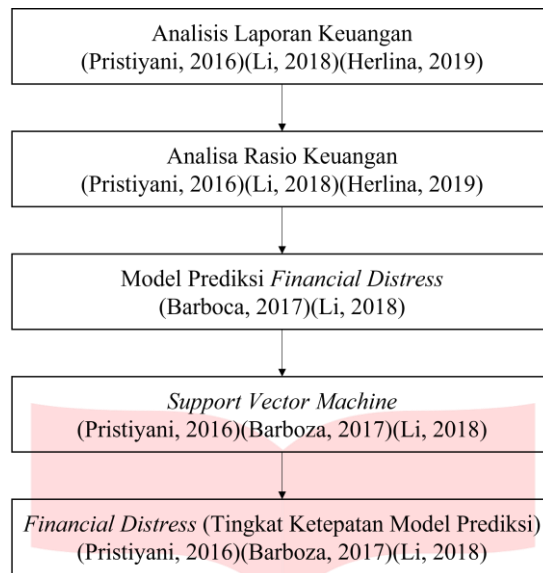 Analisis Laporan Keuangan
(Pristiyani, 2016)(Li, 2018)(Herlina, 2019)
Analisa Rasio Keuangan
(Pristiyani, 2016)(Li, 2018)(Herlina, 2019)
Model Prediksi Financial Distress
(Barboca, 2017)(Li, 2018)
Support Vector Machine
(Pristiyani, 2016)(Barboza, 2017)(Li, 2018)
Financial Distress (Tingkat Ketepatan Model Prediksi)
(Pristiyani, 2016)(Barboza, 2017)(Li, 2018)